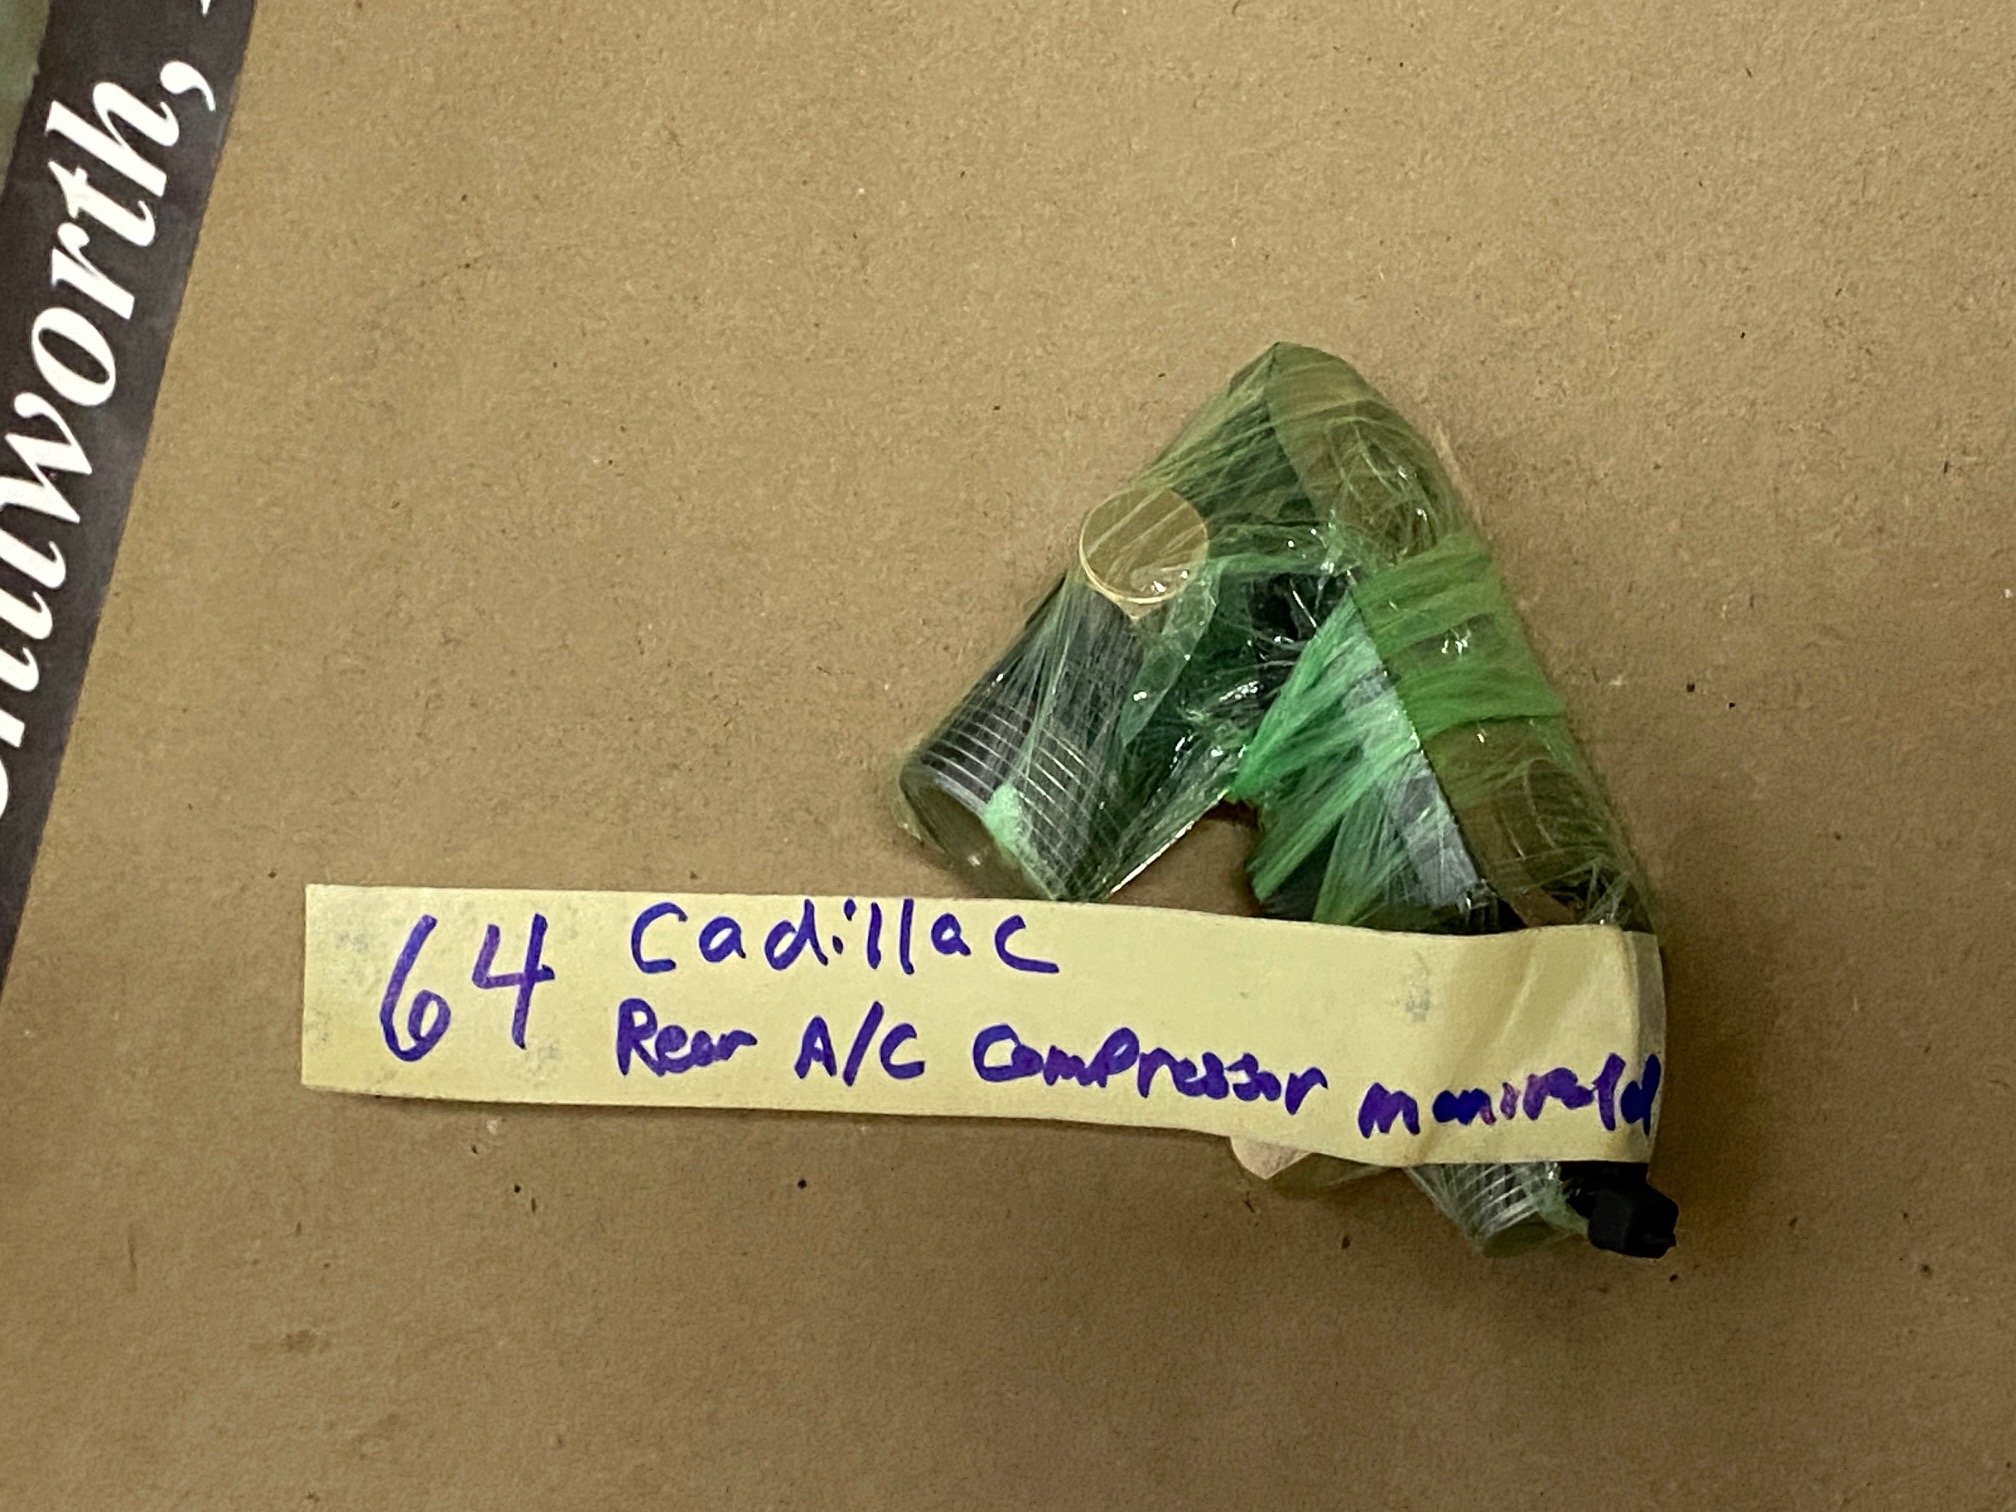 64 Cadillac
Rear A/C Compressor manifold